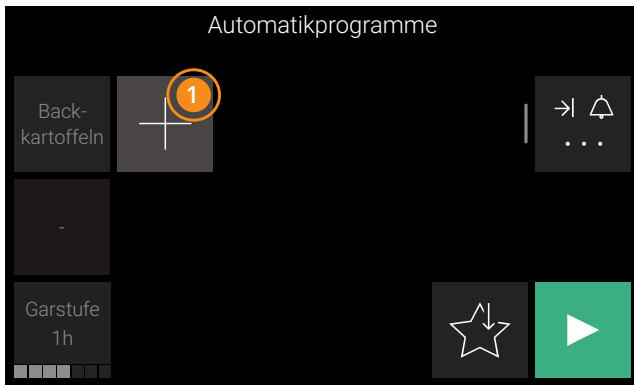 Automatikprogramme
1
Back-
kartoffeln
-
Garstufe
1h